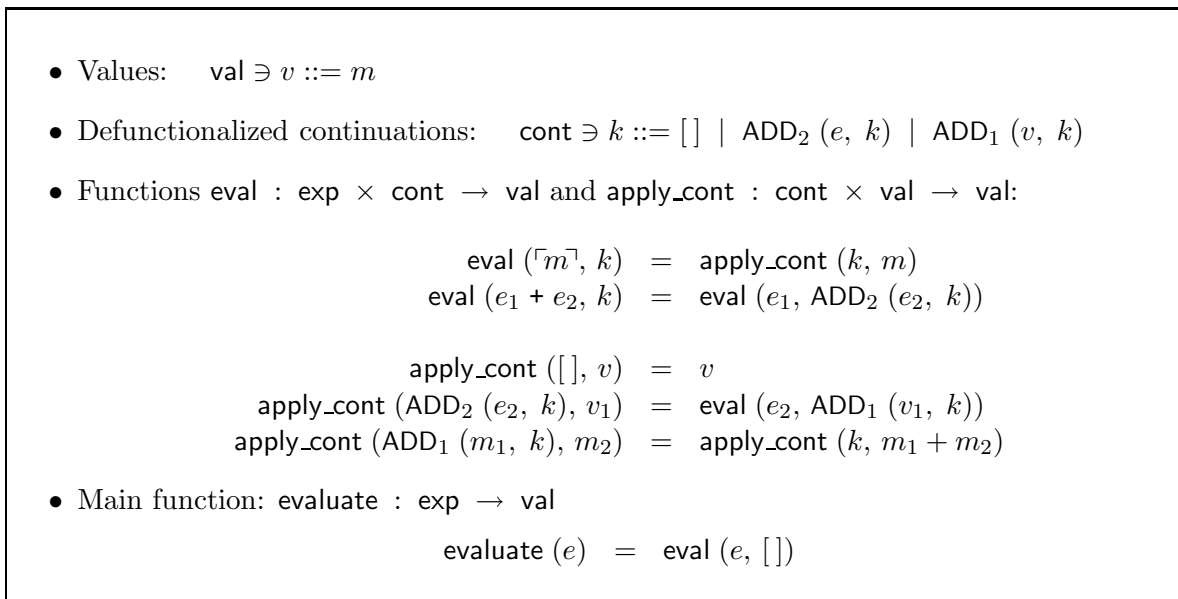 • Values: val ∋ v ::= m
• Defunctionalized continuations: cont ∋ k ::= [ ] | ADD₂ (e, k) | ADD₁ (v, k)
• Functions eval : exp × cont → val and apply_cont : cont × val → val:
eval (⌜m⌝, k) = apply_cont (k, m)
eval (e₁ + e₂, k) = eval (e₁, ADD₂ (e₂, k))
apply_cont ([ ], v) = v
apply_cont (ADD₂ (e₂, k), v₁) = eval (e₂, ADD₁ (v₁, k))
apply_cont (ADD₁ (m₁, k), m₂) = apply_cont (k, m₁ + m₂)
• Main function: evaluate : exp → val
evaluate (e) = eval (e, [ ])